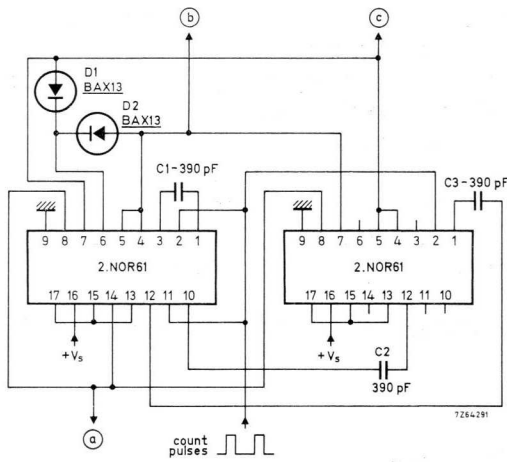 b
c
D1
BAX13
D2
BAX13
C1-390 pF
C3-390 pF
9 8 7 6 5 4 3 2 1
2.NOR61
17 16 15 14 13 12 11 10
+Vs
9 8 7 6 5 4 3 2 1
2.NOR61
17 16 15 14 13 12 11 10
+Vs
C2
390 pF
a
count
pulses
7Z64291